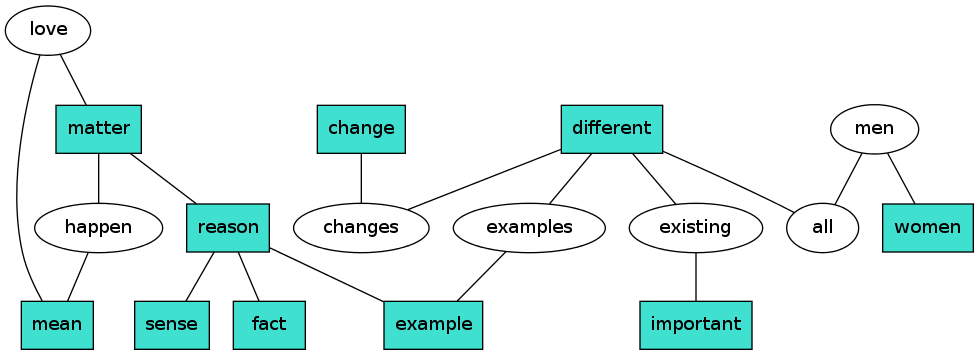 love
matter
change
different
men
happen
reason
changes
examples
existing
all
women
mean
sense
fact
example
important